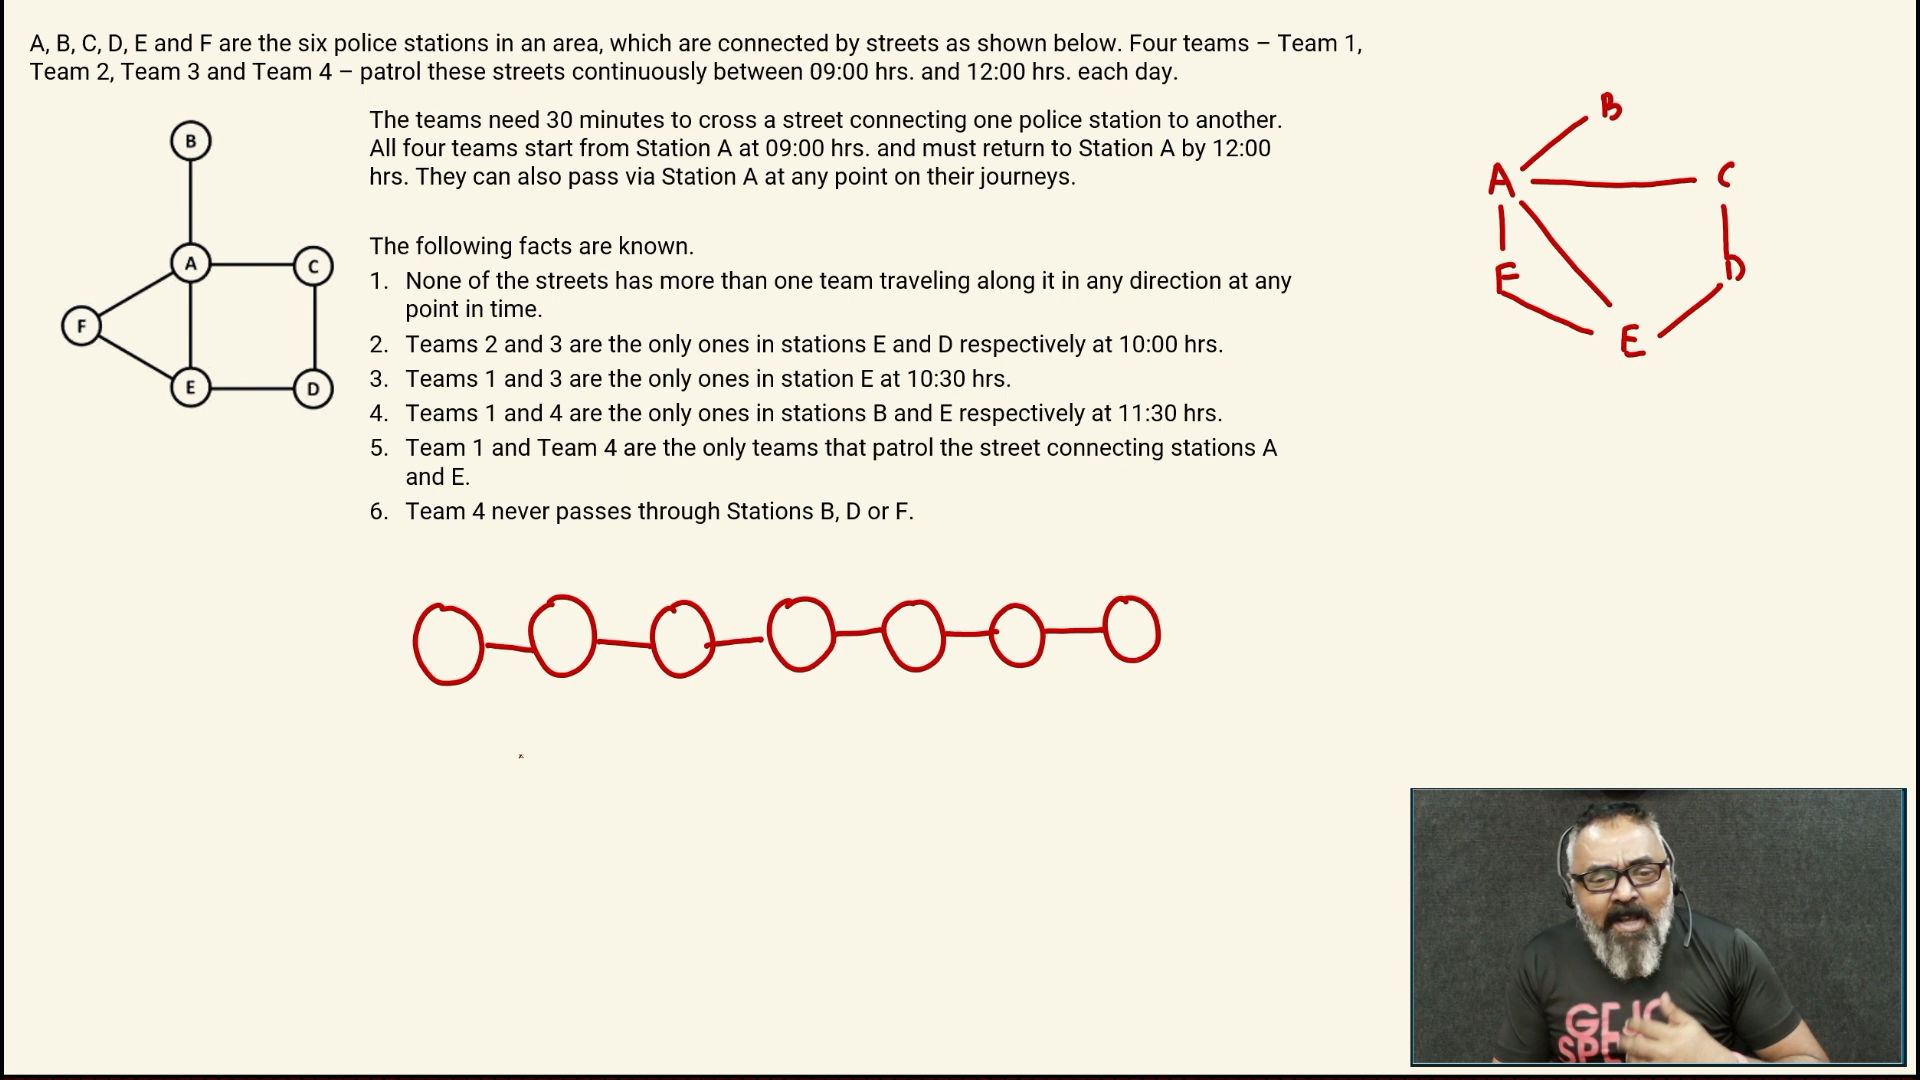 A, B, C, D, E and F are the six police stations in an area, which are connected by streets as shown below. Four teams – Team 1,
Team 2, Team 3 and Team 4 – patrol these streets continuously between 09:00 hrs. and 12:00 hrs. each day.
The teams need 30 minutes to cross a street connecting one police station to another.
All four teams start from Station A at 09:00 hrs. and must return to Station A by 12:00
hrs. They can also pass via Station A at any point on their journeys.
The following facts are known.
1. None of the streets has more than one team traveling along it in any direction at any
point in time.
2. Teams 2 and 3 are the only ones in stations E and D respectively at 10:00 hrs.
3. Teams 1 and 3 are the only ones in station E at 10:30 hrs.
4. Teams 1 and 4 are the only ones in stations B and E respectively at 11:30 hrs.
5. Team 1 and Team 4 are the only teams that patrol the street connecting stations A
and E.
6. Team 4 never passes through Stations B, D or F.
B
A C
F
E D
B
A C
F D
E